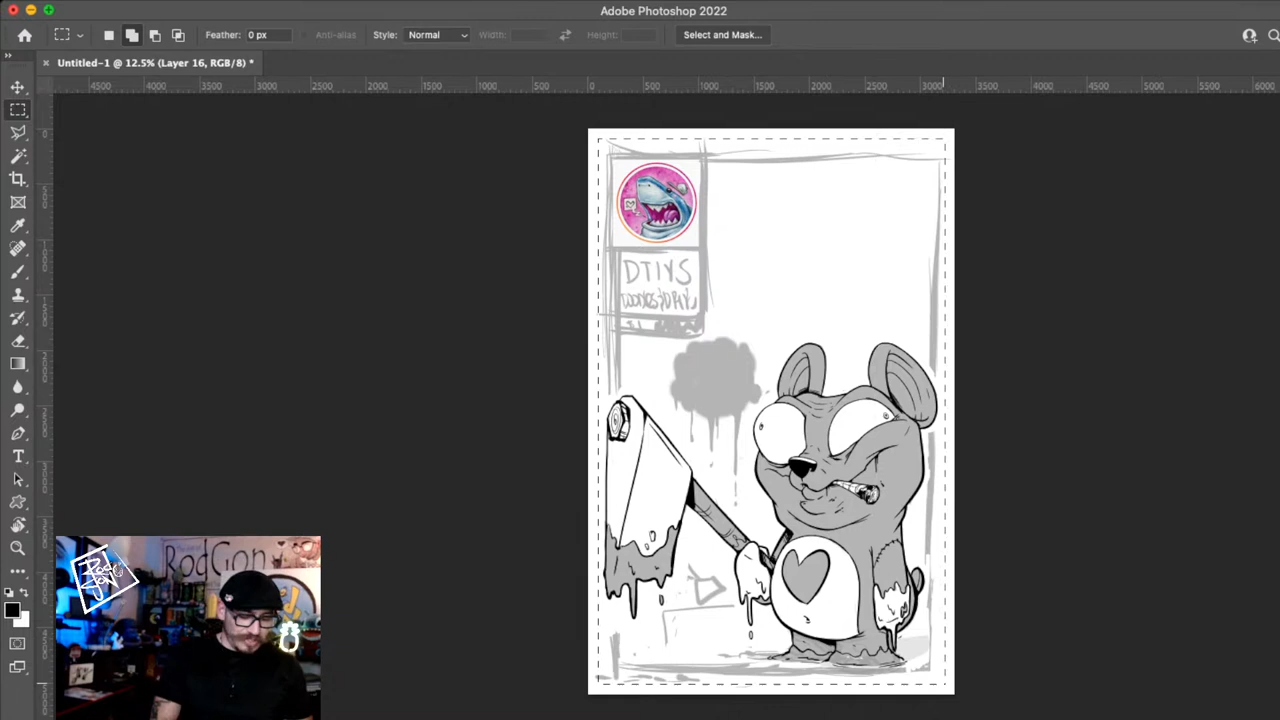 Adobe Photoshop 2022
Feather: 0 px Anti-alias Style: Normal Width: Height: Select and Mask...
Untitled-1 @ 12.5% (Layer 16, RGB/8) *
4500 4000 3500 3000 2500 2000 1500 1000 500 0 500 1000 1500 2000 2500 3000 3500 4000 4500 5000 5500 6000
DTIYS
RodGon